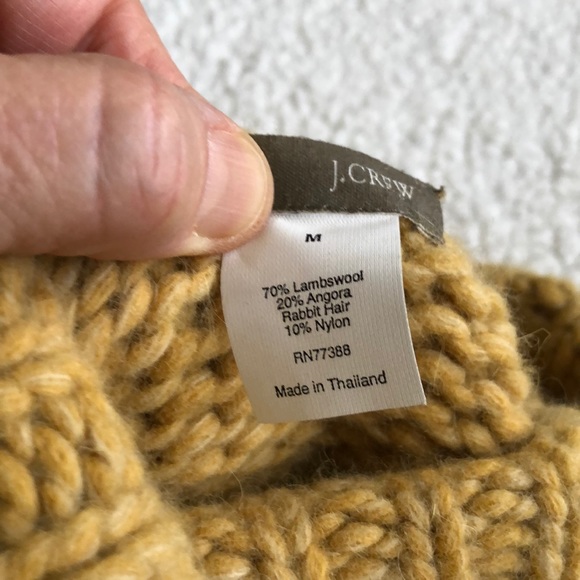 J.CREW
M
70% Lambswool
20% Angora
Rabbit Hair
10% Nylon
RN77388
Made in Thailand